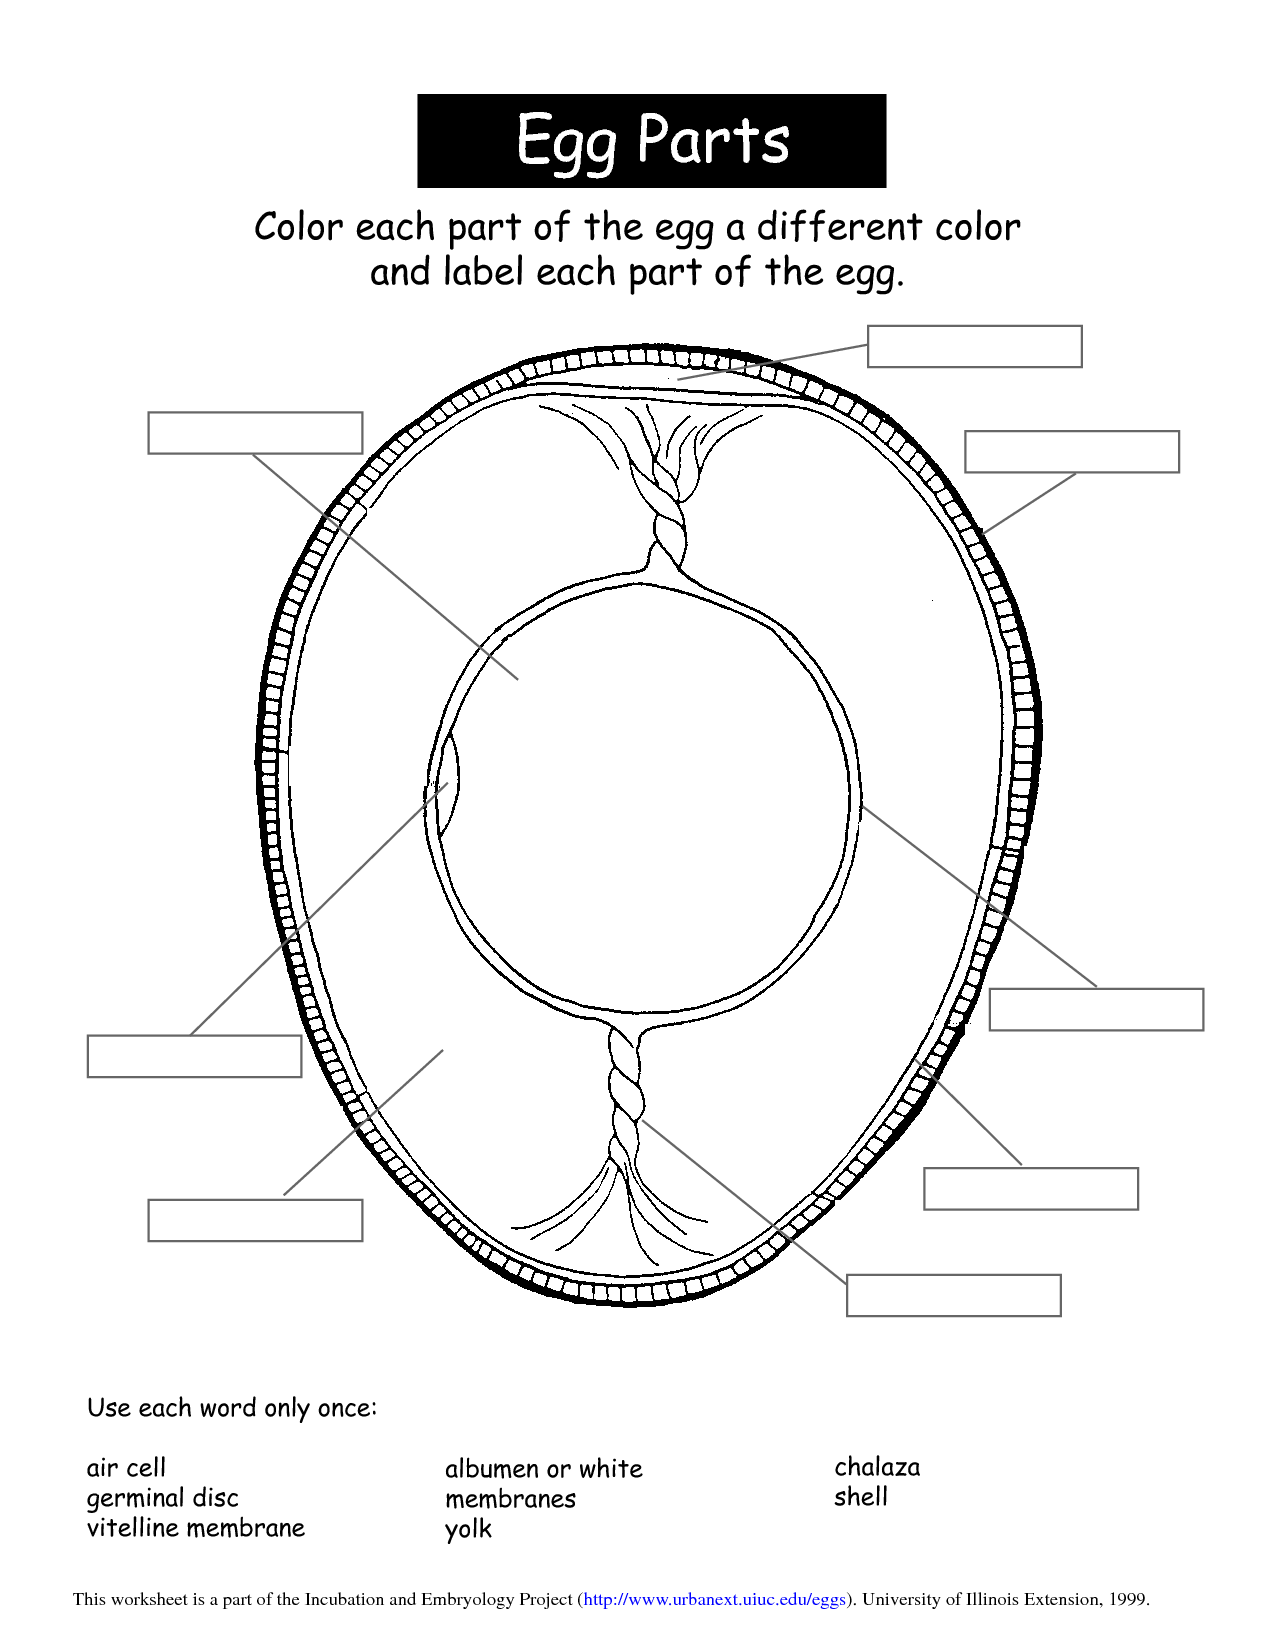 Egg Parts
Color each part of the egg a different color
and label each part of the egg.
Use each word only once:
air cell
germinal disc
vitelline membrane
albumen or white
membranes
yolk
chalaza
shell
This worksheet is a part of the Incubation and Embryology Project (http://www.urbanext.uiuc.edu/eggs). University of Illinois Extension, 1999.